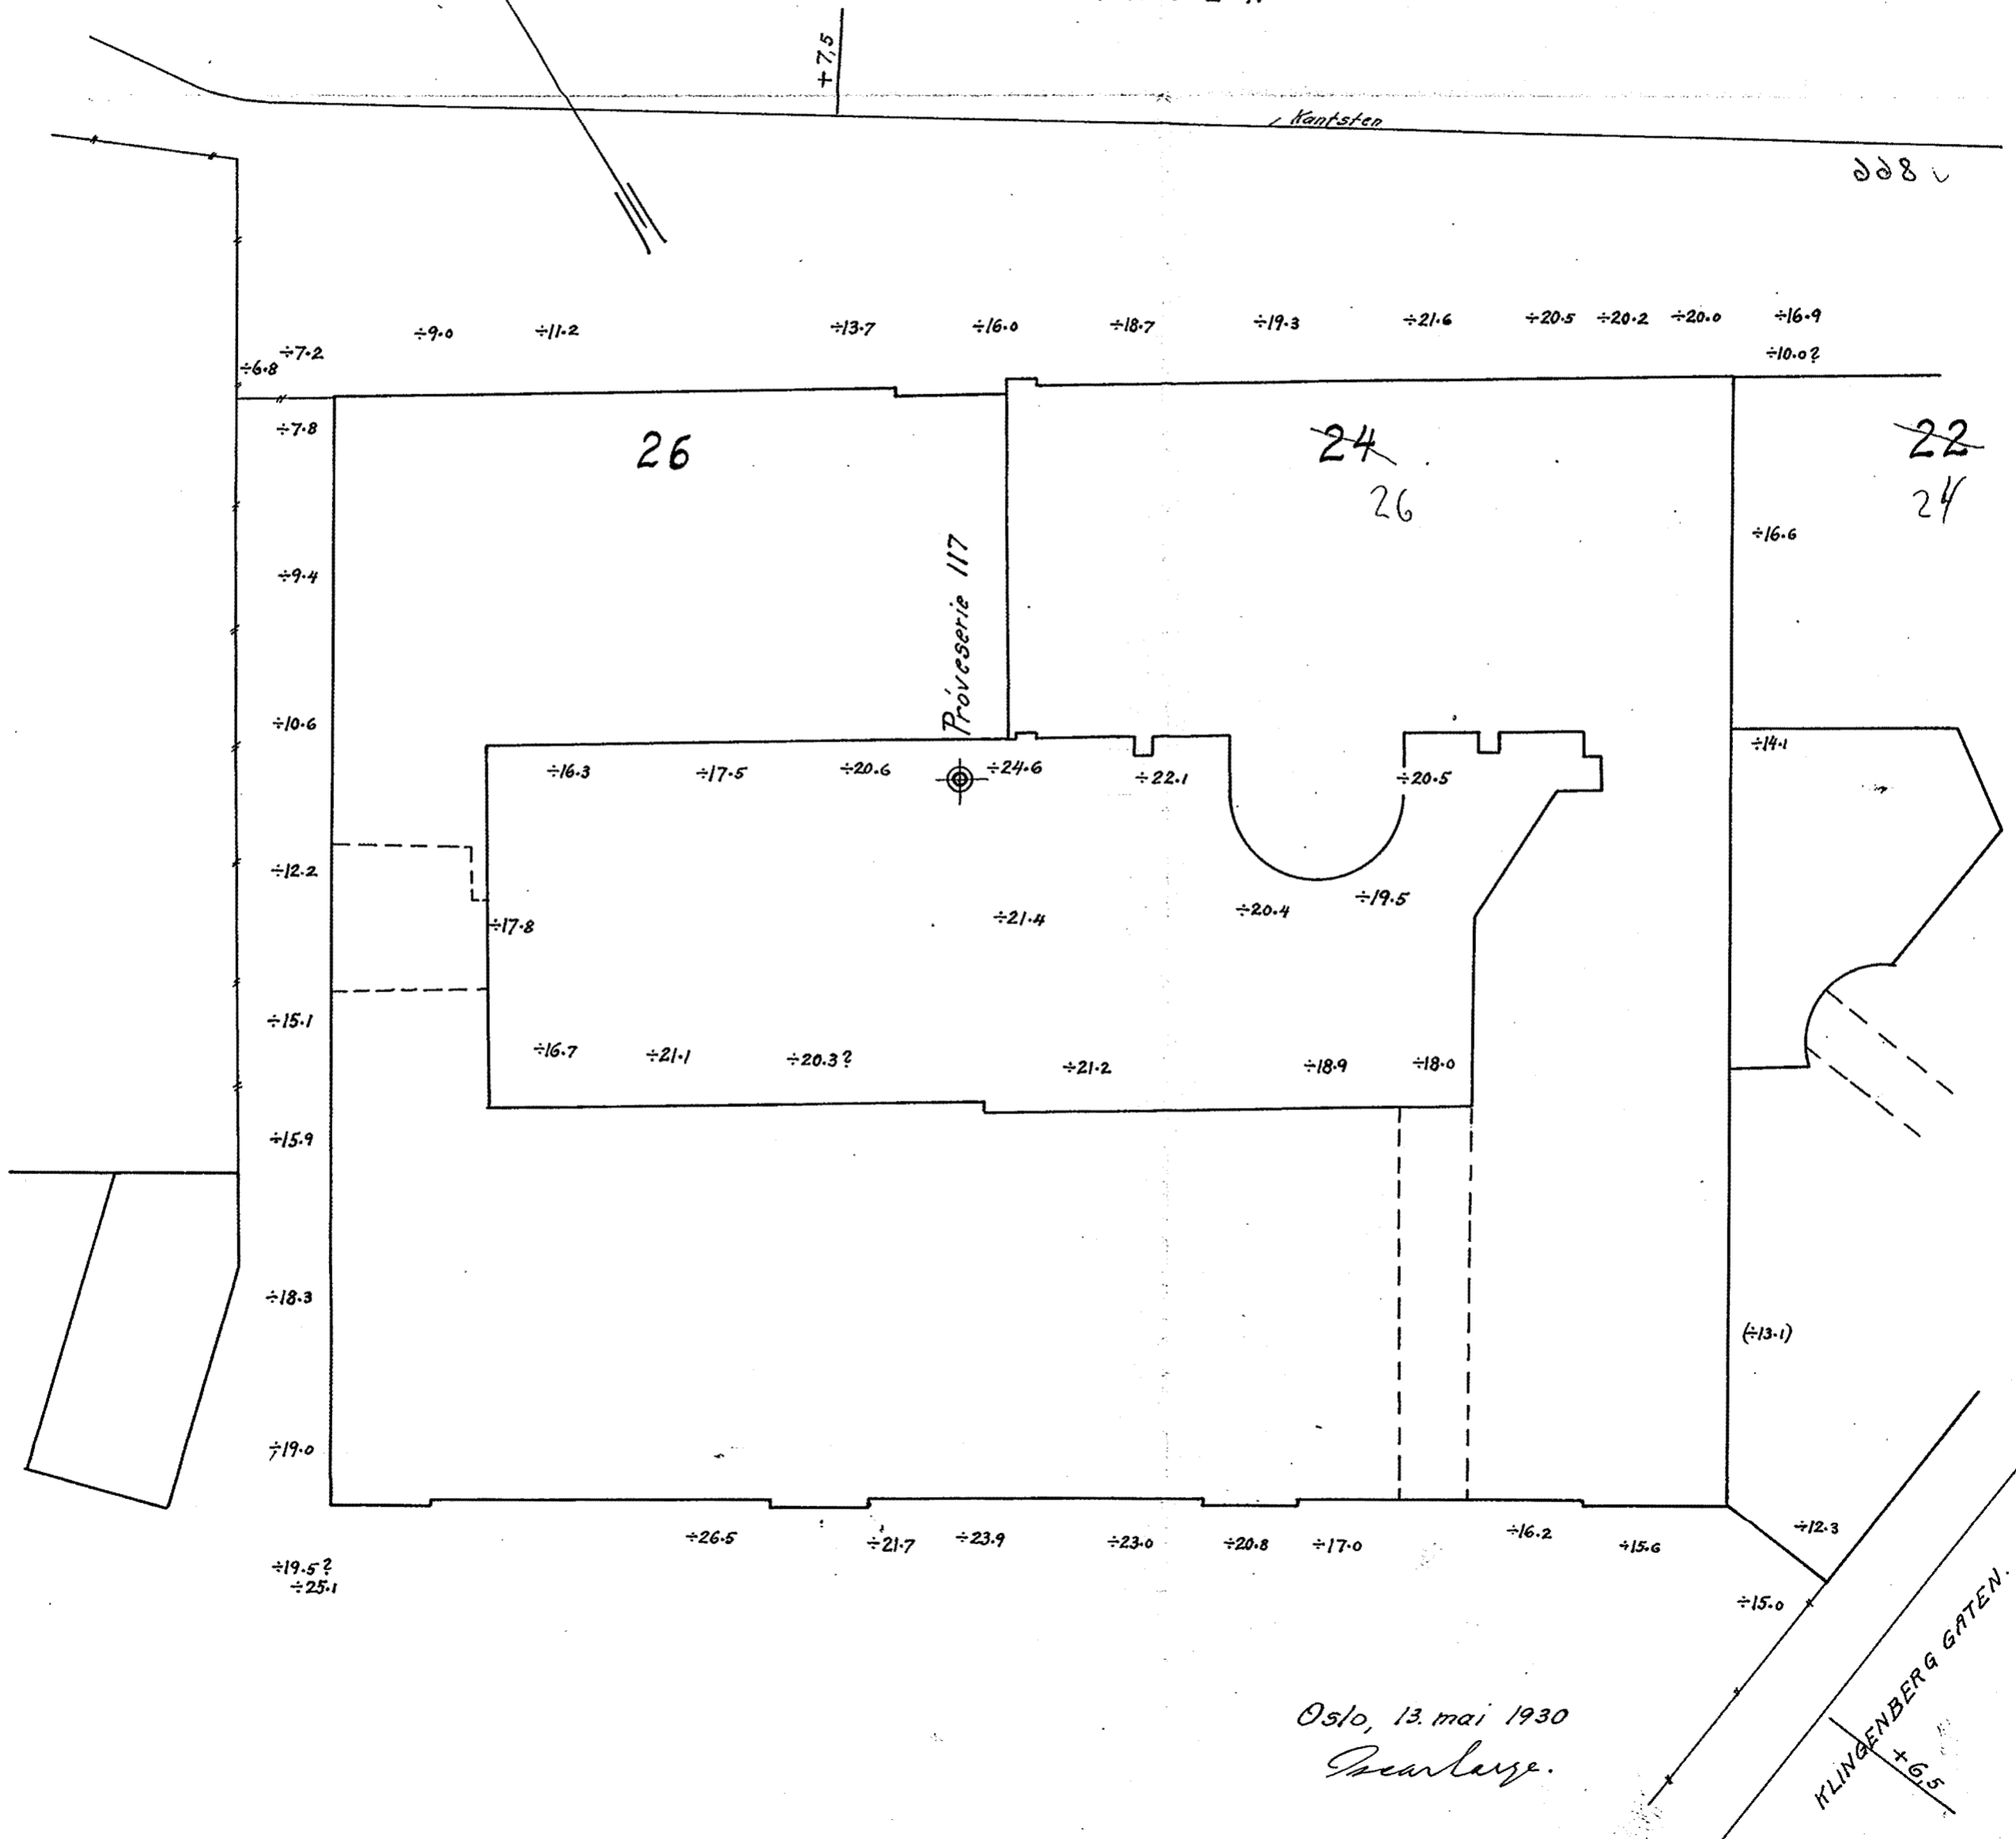 +7,5
Kantsten
÷9.0 ÷11.2 ÷13.7 ÷16.0 ÷18.7 ÷19.3 ÷21.6 ÷20.5 ÷20.2 ÷20.0 ÷16.9
÷7.2 ÷10.0?
÷6.8
÷7.8
26 24 22
26 24
÷16.6
÷9.4
Próveserie 117
÷10.6 ÷14.1
÷16.3 ÷17.5 ÷20.6 ÷24.6 ÷22.1 ÷20.5
÷12.2
÷17.8 ÷21.4 ÷20.4 ÷19.5
÷15.1
÷16.7 ÷21.1 ÷20.3? ÷21.2 ÷18.9 ÷18.0
÷15.9
÷18.3
(÷13.1)
÷19.0
÷26.5 ÷21.7 ÷23.9 ÷23.0 ÷20.8 ÷17.0 ÷16.2 ÷15.6 ÷12.3
÷19.5?
÷25.1
÷15.0
Oslo, 13. mai 1930
KLINGENBERG GATEN.
+6,5